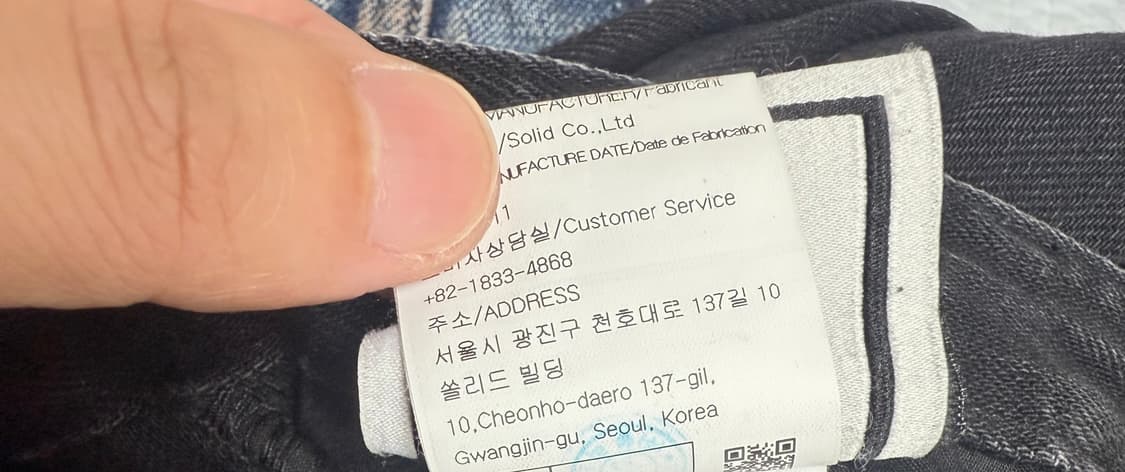 MANUFACTURER/Fabricant
/Solid Co.,Ltd
NUFACTURE DATE/Date de Fabrication
11
상담실/Customer Service
+82-1833-4868
주소/ADDRESS
서울시 광진구 천호대로 137길 10
쏠리드 빌딩
10,Cheonho-daero 137-gil,
Gwangjin-gu, Seoul, Korea